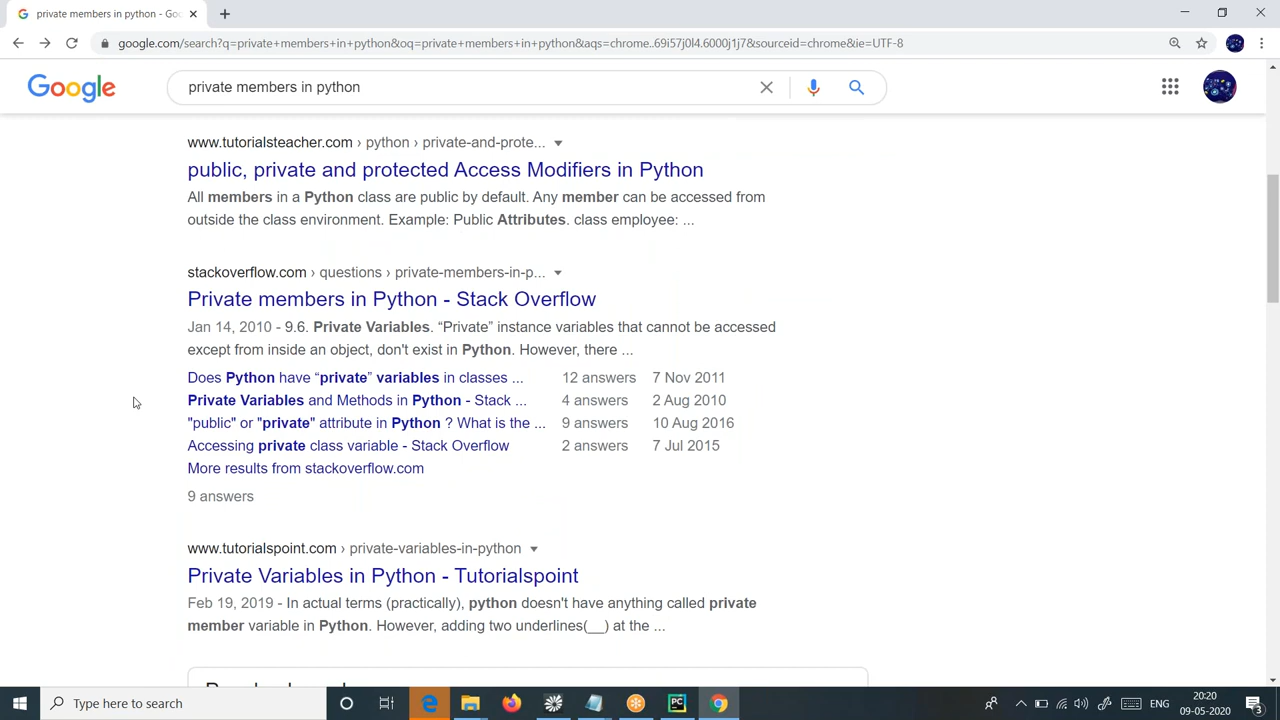 private members in python - Goo
google.com/search?q=private+members+in+python&oq=private+members+in+python&aqs=chrome..69i57j0l4.6000j1j7&sourceid=chrome&ie=UTF-8
Google
private members in python
www.tutorialsteacher.com › python › private-and-prote...
public, private and protected Access Modifiers in Python
All members in a Python class are public by default. Any member can be accessed from
outside the class environment. Example: Public Attributes. class employee: ...
stackoverflow.com › questions › private-members-in-p...
Private members in Python - Stack Overflow
Jan 14, 2010 - 9.6. Private Variables. “Private” instance variables that cannot be accessed
except from inside an object, don't exist in Python. However, there ...
Does Python have “private” variables in classes ... 12 answers 7 Nov 2011
Private Variables and Methods in Python - Stack ... 4 answers 2 Aug 2010
"public" or "private" attribute in Python ? What is the ... 9 answers 10 Aug 2016
Accessing private class variable - Stack Overflow 2 answers 7 Jul 2015
More results from stackoverflow.com
9 answers
www.tutorialspoint.com › private-variables-in-python
Private Variables in Python - Tutorialspoint
Feb 19, 2019 - In actual terms (practically), python doesn't have anything called private
member variable in Python. However, adding two underlines(__) at the ...
Type here to search
ENG
20:20
09-05-2020
3